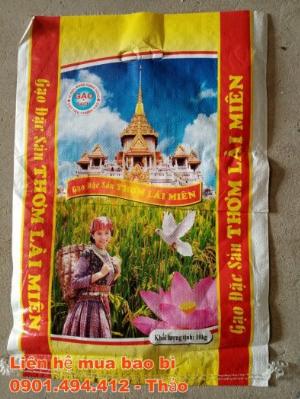 GẠO
Gạo Đặc Sản THƠM LÀI MIÊN
Gạo Đặc Sản THƠM LÀI MIÊN
Gạo Đặc Sản THƠM LÀI MIÊN
Khối lượng tịnh: 10kg
Liên hệ mua bao bì
0901.494.412 - Thảo